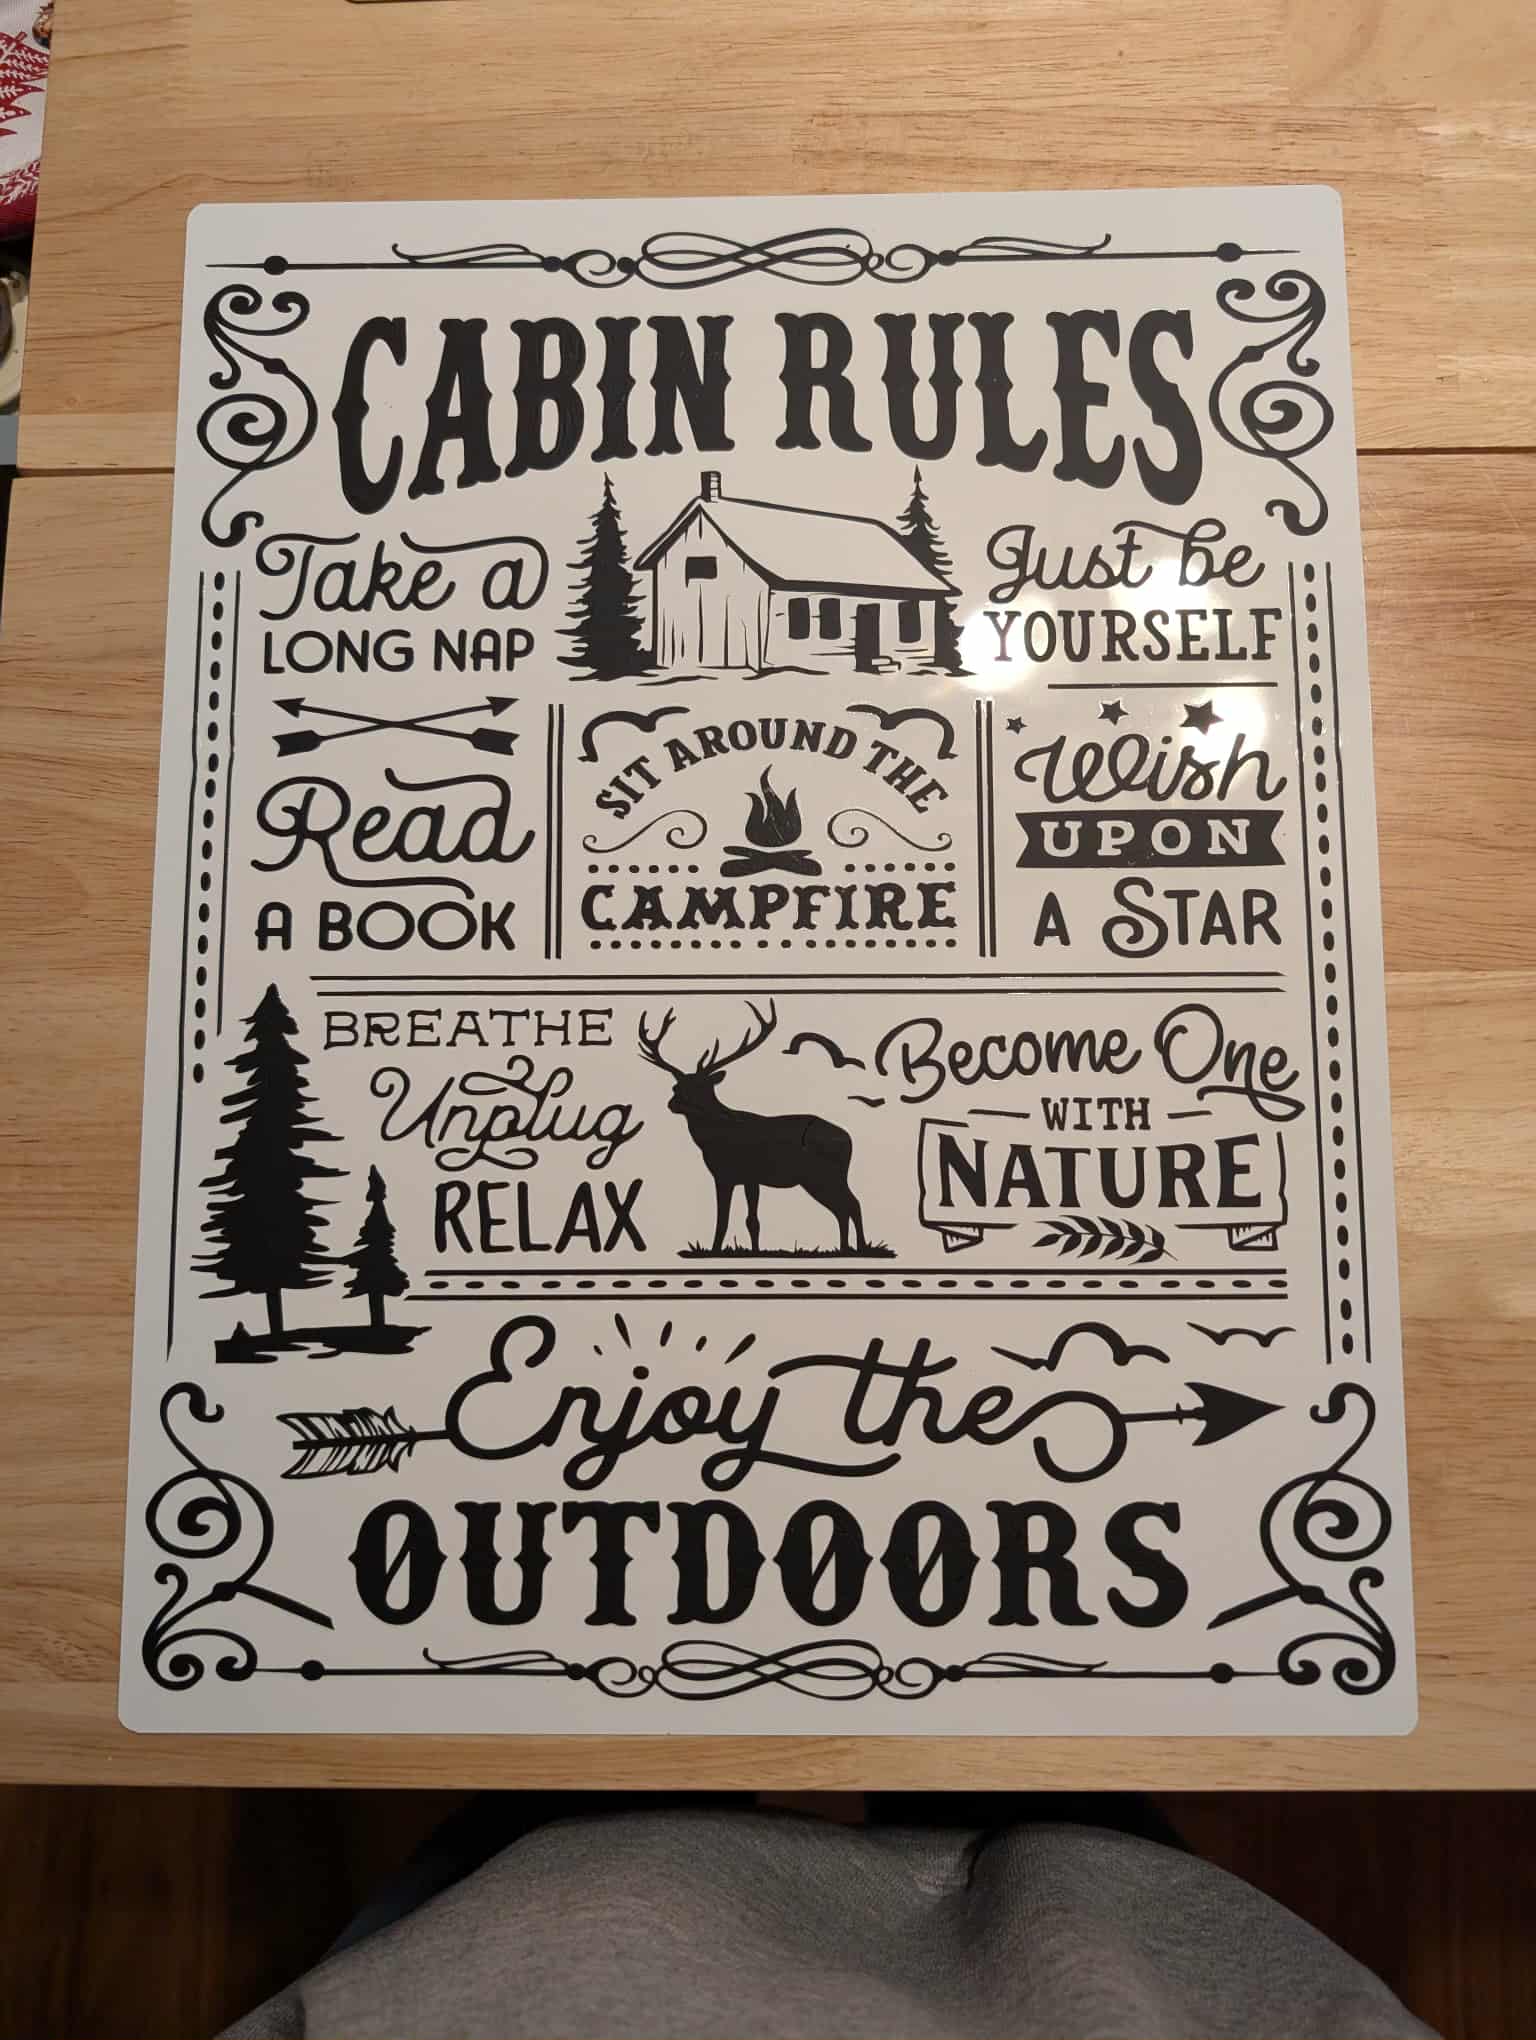 CABIN RULES
Take a
LONG NAP
Just be
YOURSELF
Read
A BOOK
SIT AROUND THE
CAMPFIRE
Wish
UPON
A STAR
BREATHE
Unplug
RELAX
Become One
WITH
NATURE
Enjoy the
OUTDOORS